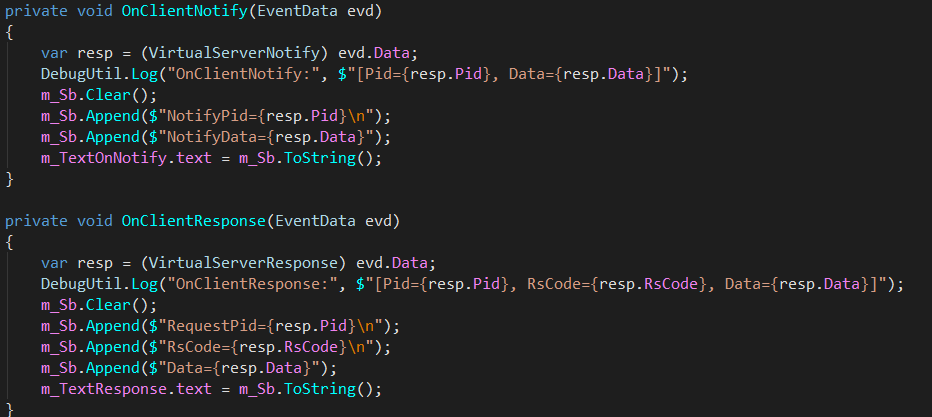 private void OnClientNotify(EventData evd)
{
    var resp = (VirtualServerNotify) evd.Data;
    DebugUtil.Log("OnClientNotify:", $"[Pid={resp.Pid}, Data={resp.Data}]");
    m_Sb.Clear();
    m_Sb.Append($"NotifyPid={resp.Pid}\n");
    m_Sb.Append($"NotifyData={resp.Data}");
    m_TextOnNotify.text = m_Sb.ToString();
}

private void OnClientResponse(EventData evd)
{
    var resp = (VirtualServerResponse) evd.Data;
    DebugUtil.Log("OnClientResponse:", $"[Pid={resp.Pid}, RsCode={resp.RsCode}, Data={resp.Data}]");
    m_Sb.Clear();
    m_Sb.Append($"RequestPid={resp.Pid}\n");
    m_Sb.Append($"RsCode={resp.RsCode}\n");
    m_Sb.Append($"Data={resp.Data}");
    m_TextResponse.text = m_Sb.ToString();
}